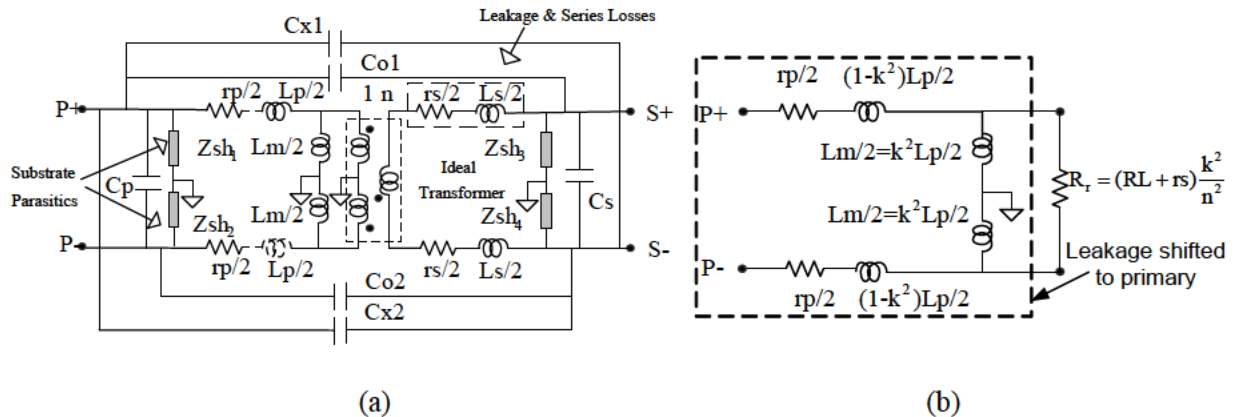 Leakage & Series Losses
Cx1
Co1
1 n
rp/2
Lp/2
rs/2
Ls/2
P+
S+
Zsh1
Lm/2
Zsh3
Substrate
Parasitics
Cp
Ideal
Transformer
Cs
Zsh2
Lm/2
Zsh4
P-
S-
rp/2
Lp/2
rs/2
Ls/2
Co2
Cx2
(a)
rp/2
(1-k²)Lp/2
P+
Lm/2=k²Lp/2
Rr = (RL + rs) k²/n²
Lm/2=k²Lp/2
P-
Leakage shifted
to primary
rp/2
(1-k²)Lp/2
(b)